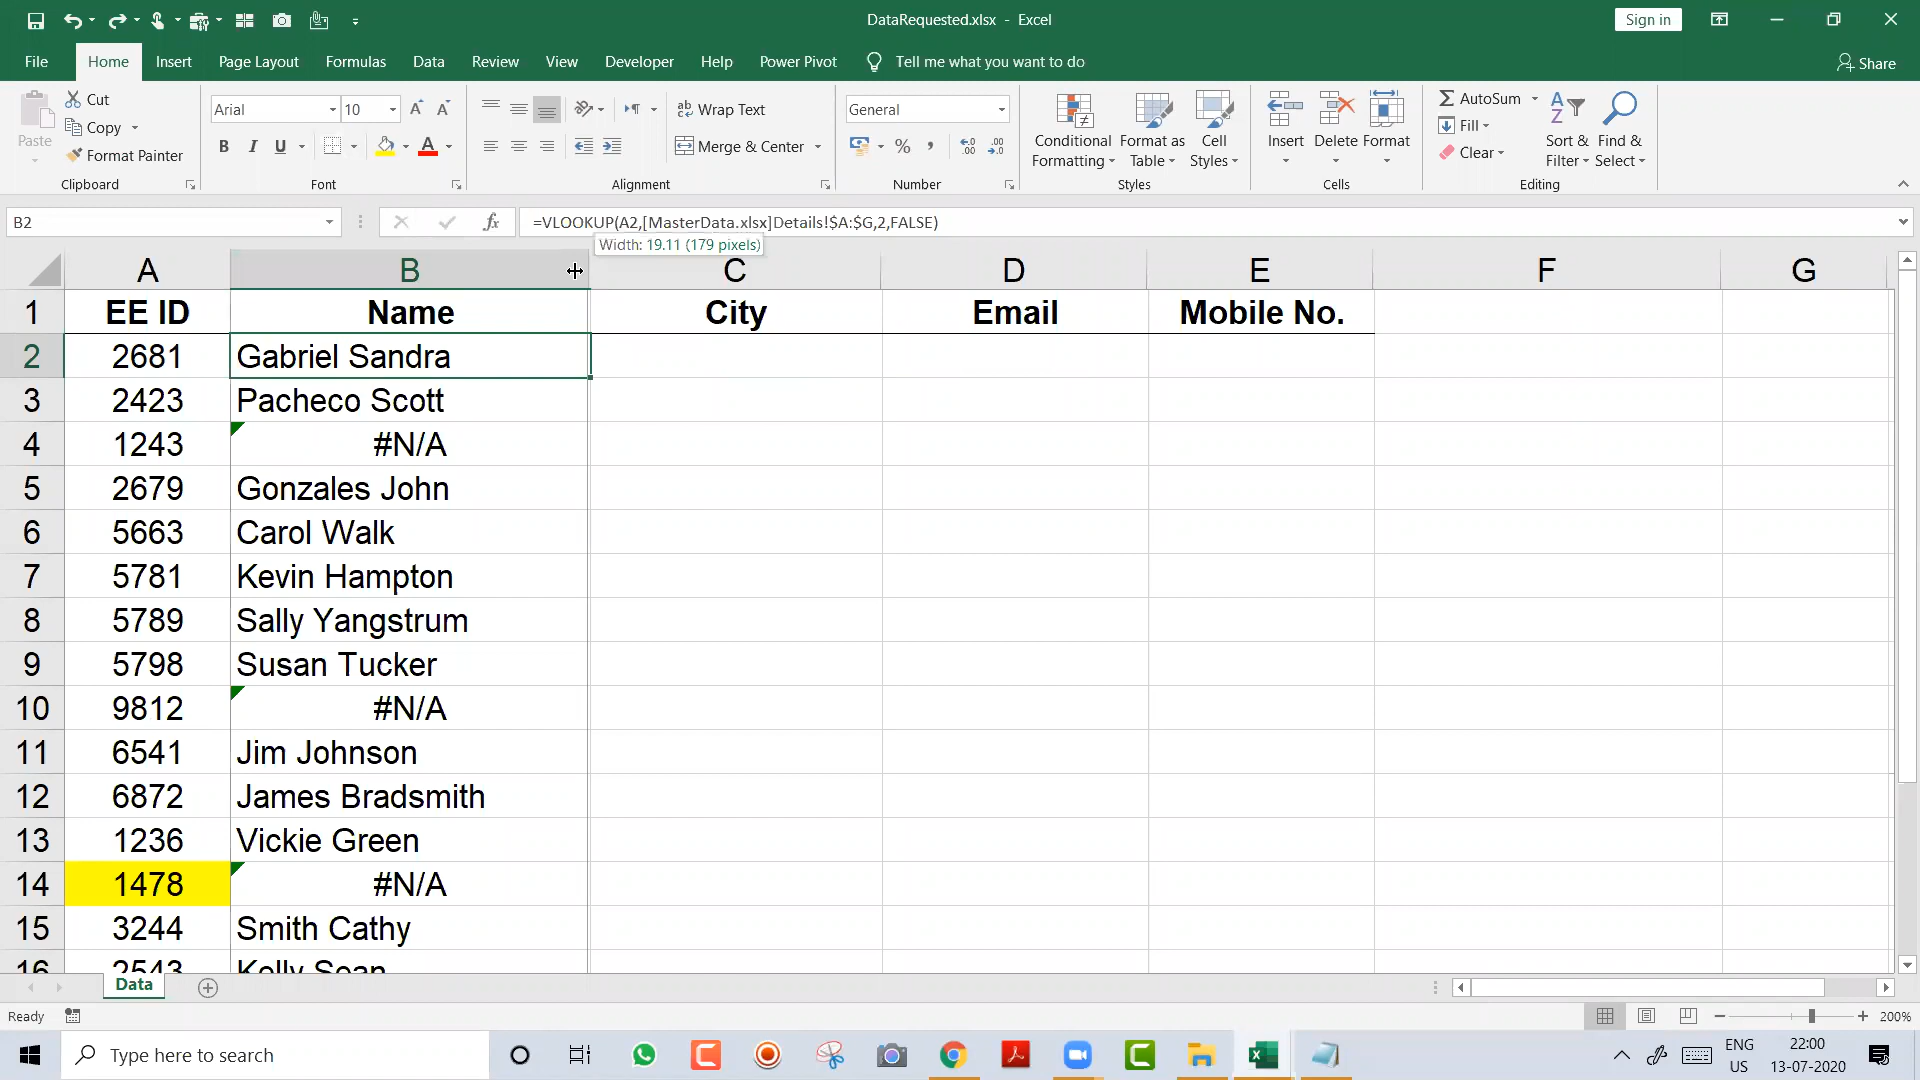 DataRequested.xlsx - Excel
Sign in
File Home Insert Page Layout Formulas Data Review View Developer Help Power Pivot Tell me what you want to do Share
Paste
Cut
Copy
Format Painter
Clipboard
Arial 10
B I U
Font
Wrap Text
Merge & Center
Alignment
General
Number
Conditional Formatting
Format as Table
Cell Styles
Styles
Insert Delete Format
Cells
AutoSum
Fill
Clear
Sort & Filter
Find & Select
Editing
B2
fx
=VLOOKUP(A2,[MasterData.xlsx]Details!$A:$G,2,FALSE)
Width: 19.11 (179 pixels)
A B C D E F G
1 EE ID Name City Email Mobile No.
2 2681 Gabriel Sandra
3 2423 Pacheco Scott
4 1243 #N/A
5 2679 Gonzales John
6 5663 Carol Walk
7 5781 Kevin Hampton
8 5789 Sally Yangstrum
9 5798 Susan Tucker
10 9812 #N/A
11 6541 Jim Johnson
12 6872 James Bradsmith
13 1236 Vickie Green
14 1478 #N/A
15 3244 Smith Cathy
16 2543 Kelly Sean
Data
Ready
200%
Type here to search
ENG
US
22:00
13-07-2020